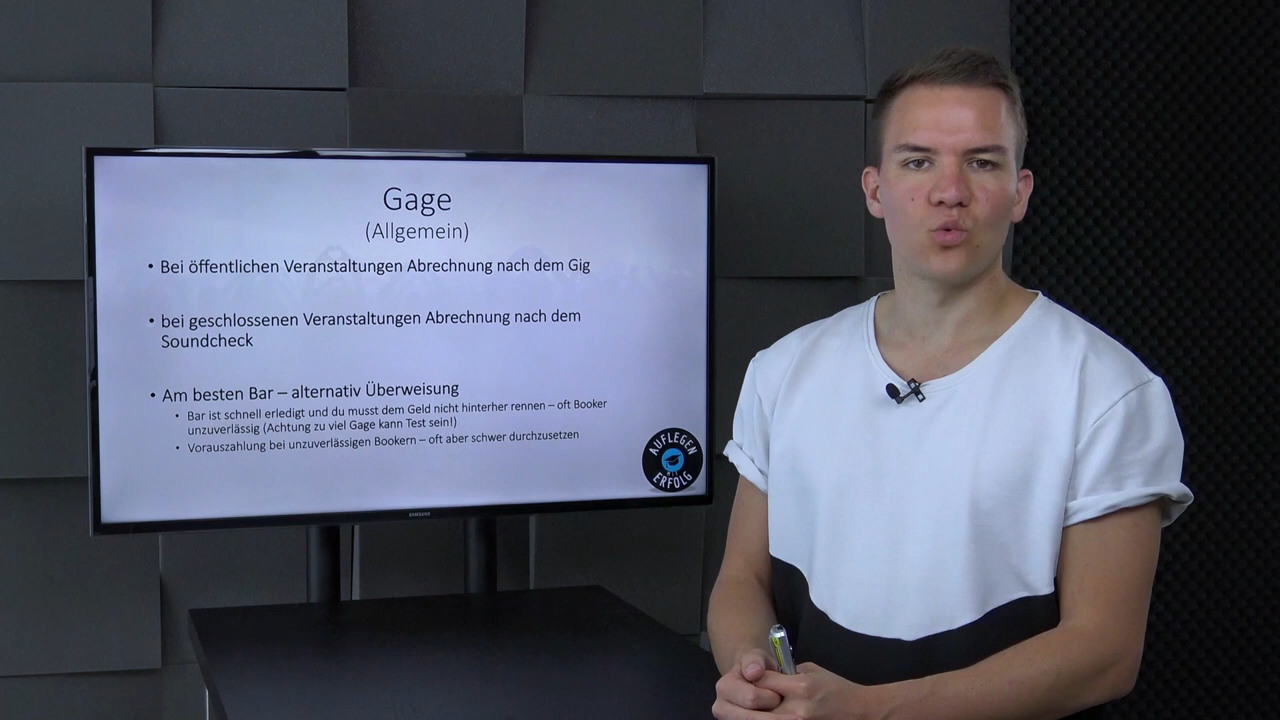 Gage
(Allgemein)
• Bei öffentlichen Veranstaltungen Abrechnung nach dem Gig
• bei geschlossenen Veranstaltungen Abrechnung nach dem
Soundcheck
• Am besten Bar – alternativ Überweisung
• Bar ist schnell erledigt und du musst dem Geld nicht hinterher rennen – oft Booker
unzuverlässig (Achtung zu viel Gage kann Test sein!)
• Vorauszahlung bei unzuverlässigen Bookern – oft aber schwer durchzusetzen
AUFLEGEN
MIT
ERFOLG
SAMSUNG